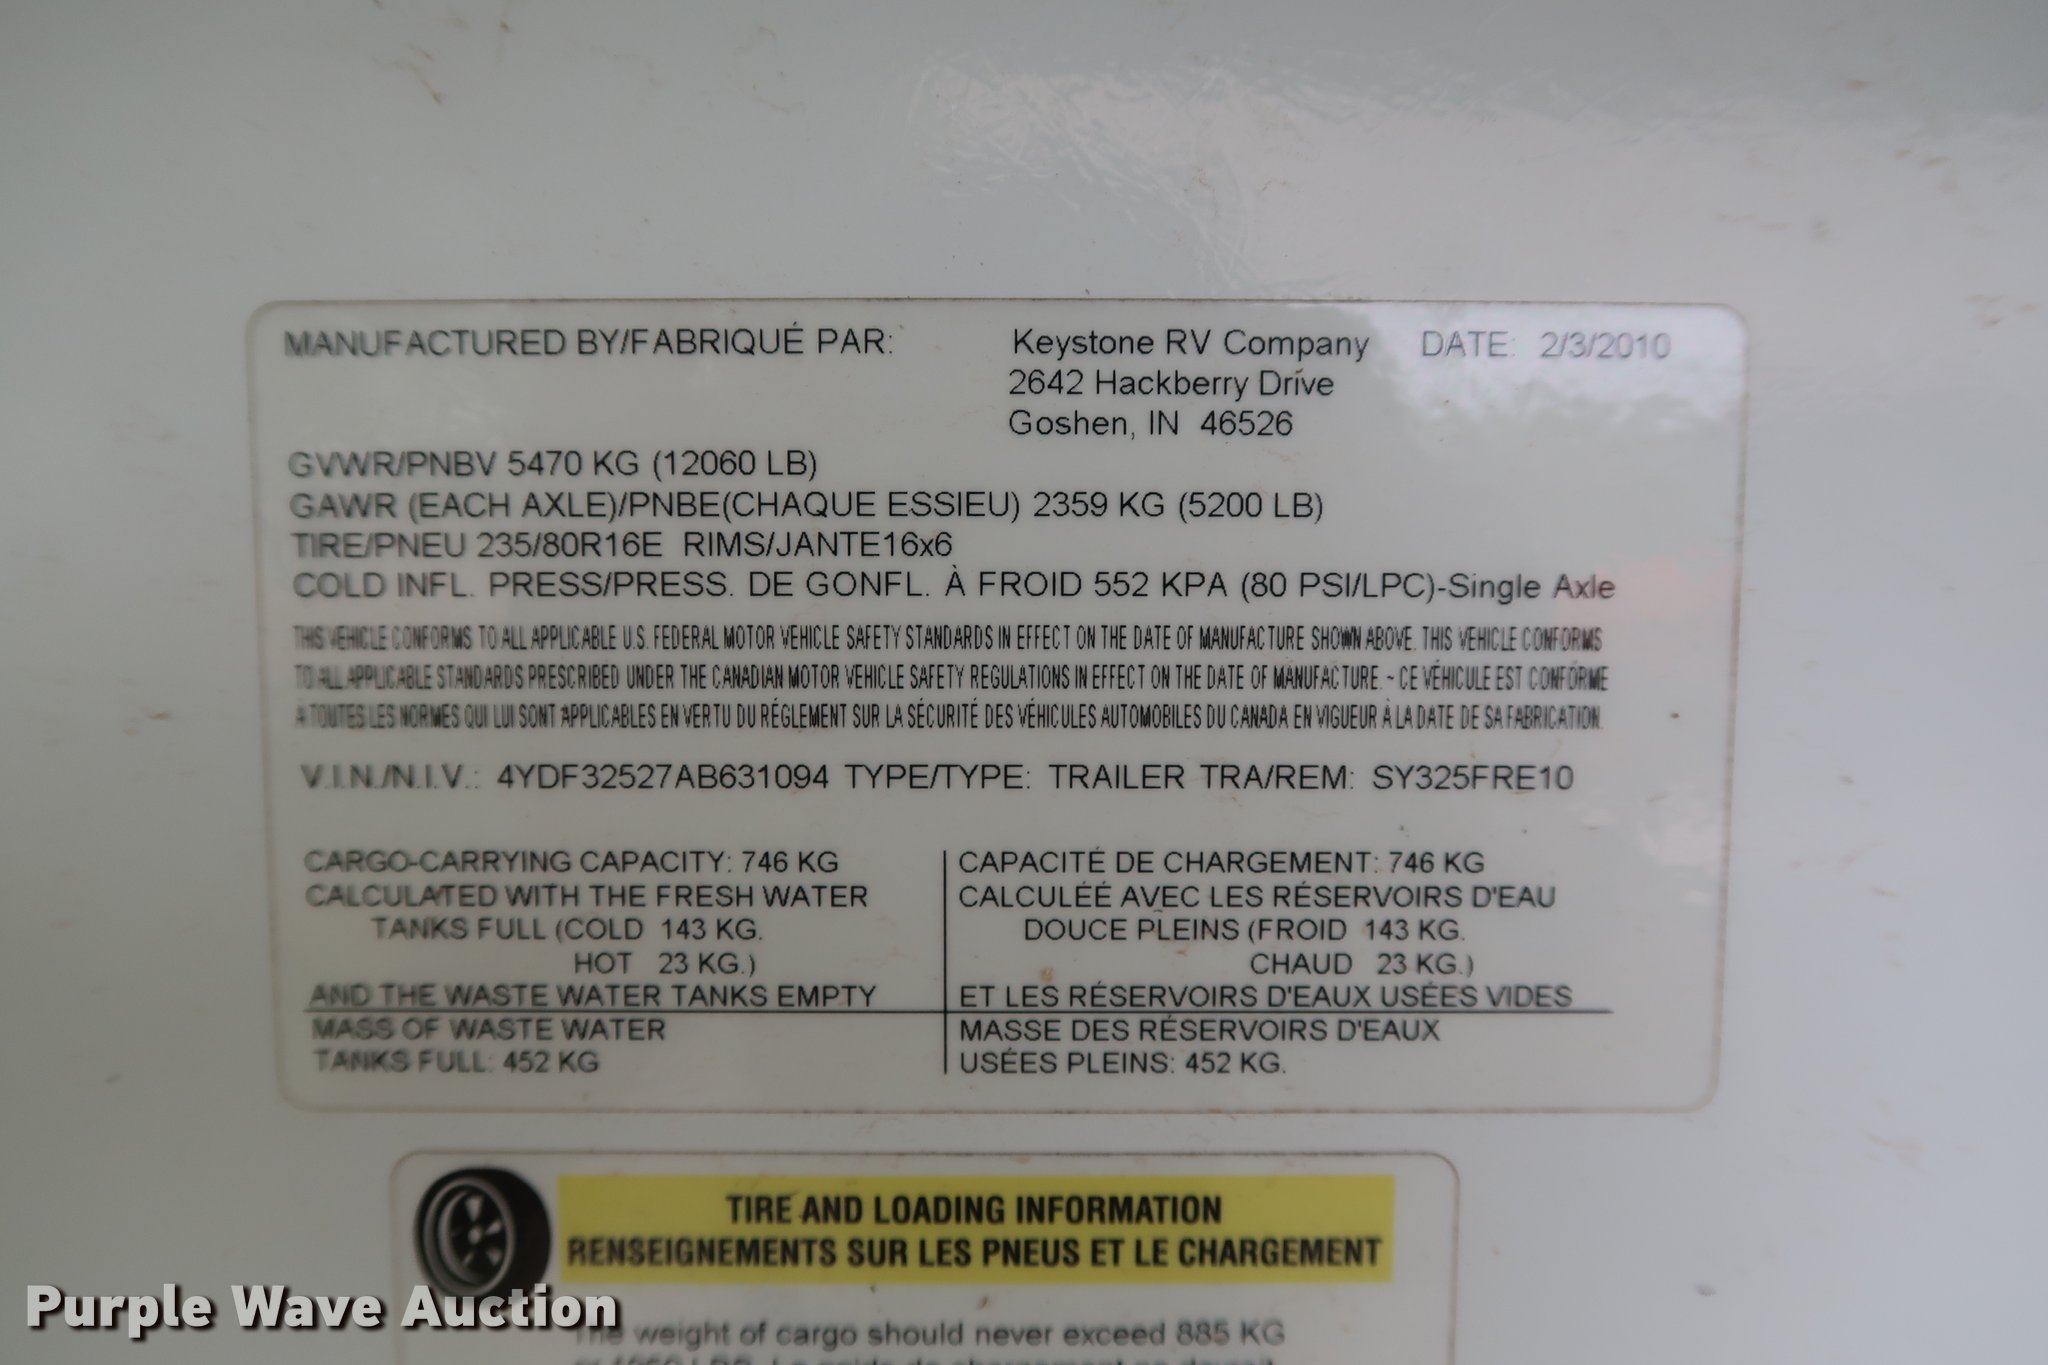 MANUFACTURED BY/FABRIQUÉ PAR: Keystone RV Company DATE: 2/3/2010
2642 Hackberry Drive
Goshen, IN 46526
GVWR/PNBV 5470 KG (12060 LB)
GAWR (EACH AXLE)/PNBE(CHAQUE ESSIEU) 2359 KG (5200 LB)
TIRE/PNEU 235/80R16E RIMS/JANTE16x6
COLD INFL. PRESS/PRESS. DE GONFL. À FROID 552 KPA (80 PSI/LPC)-Single Axle
THIS VEHICLE CONFORMS TO ALL APPLICABLE U.S. FEDERAL MOTOR VEHICLE SAFETY STANDARDS IN EFFECT ON THE DATE OF MANUFACTURE SHOWN ABOVE. THIS VEHICLE CONFORMS
TO ALL APPLICABLE STANDARDS PRESCRIBED UNDER THE CANADIAN MOTOR VEHICLE SAFETY REGULATIONS IN EFFECT ON THE DATE OF MANUFACTURE. ~ CE VÉHICULE EST CONFORME
A TOUTES LES NORMES QUI LUI SONT APPLICABLES EN VERTU DU RÉGLEMENT SUR LA SÉCURITÉ DES VÉHICULES AUTOMOBILES DU CANADA EN VIGUEUR À LA DATE DE SA FABRICATION.
V.I.N./N.I.V.: 4YDF32527AB631094 TYPE/TYPE: TRAILER TRA/REM: SY325FRE10
CARGO-CARRYING CAPACITY: 746 KG
CALCULATED WITH THE FRESH WATER
TANKS FULL (COLD 143 KG.
HOT 23 KG.)
AND THE WASTE WATER TANKS EMPTY
MASS OF WASTE WATER
TANKS FULL: 452 KG
CAPACITÉ DE CHARGEMENT: 746 KG
CALCULÉÉ AVEC LES RÉSERVOIRS D'EAU
DOUCE PLEINS (FROID 143 KG.
CHAUD 23 KG.)
ET LES RÉSERVOIRS D'EAUX USÉES VIDES
MASSE DES RÉSERVOIRS D'EAUX
USÉES PLEINS: 452 KG.
TIRE AND LOADING INFORMATION
RENSEIGNEMENTS SUR LES PNEUS ET LE CHARGEMENT
The weight of cargo should never exceed 885 KG
Purple Wave Auction